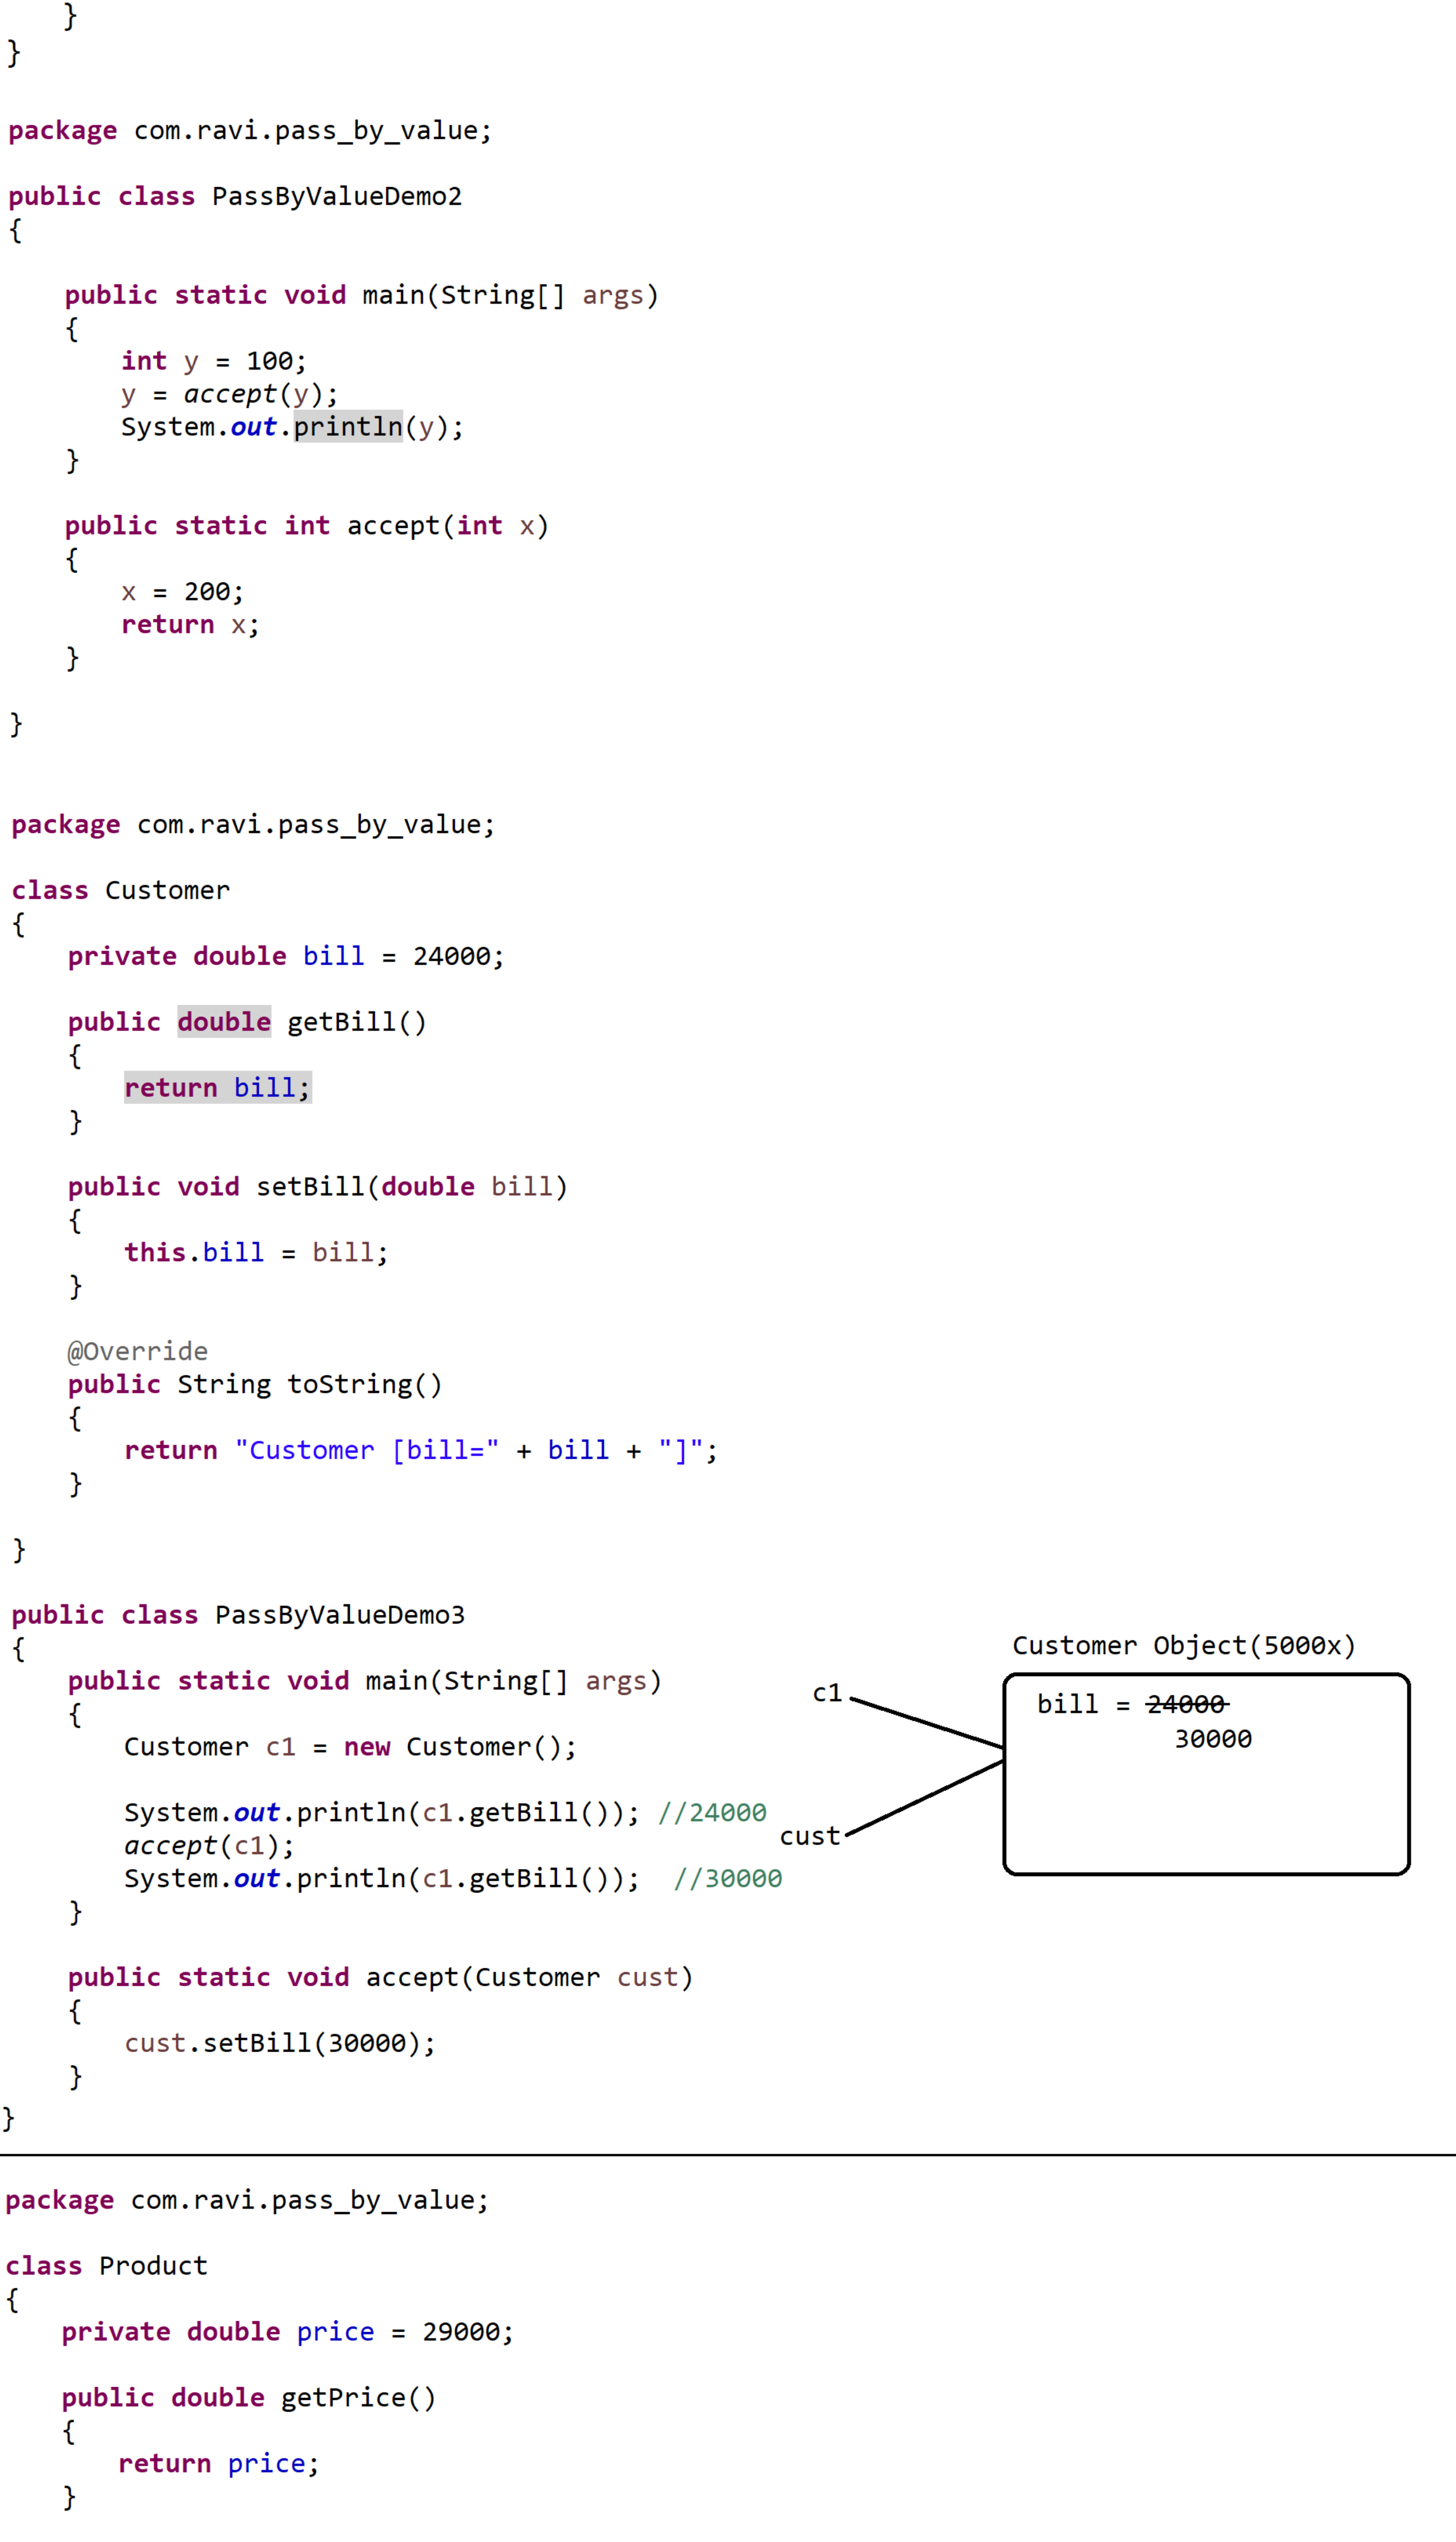 }
}
package com.ravi.pass_by_value;
public class PassByValueDemo2
{
public static void main(String[] args)
{
int y = 100;
y = accept(y);
System.out.println(y);
}
public static int accept(int x)
{
x = 200;
return x;
}
}
package com.ravi.pass_by_value;
class Customer
{
private double bill = 24000;
public double getBill()
{
return bill;
}
public void setBill(double bill)
{
this.bill = bill;
}
@Override
public String toString()
{
return "Customer [bill=" + bill + "]";
}
}
public class PassByValueDemo3
{
public static void main(String[] args)
{
Customer c1 = new Customer();
System.out.println(c1.getBill()); //24000
accept(c1);
System.out.println(c1.getBill());  //30000
}
public static void accept(Customer cust)
{
cust.setBill(30000);
}
}
Customer Object(5000x)
c1
bill = 24000
30000
cust
package com.ravi.pass_by_value;
class Product
{
private double price = 29000;
public double getPrice()
{
return price;
}